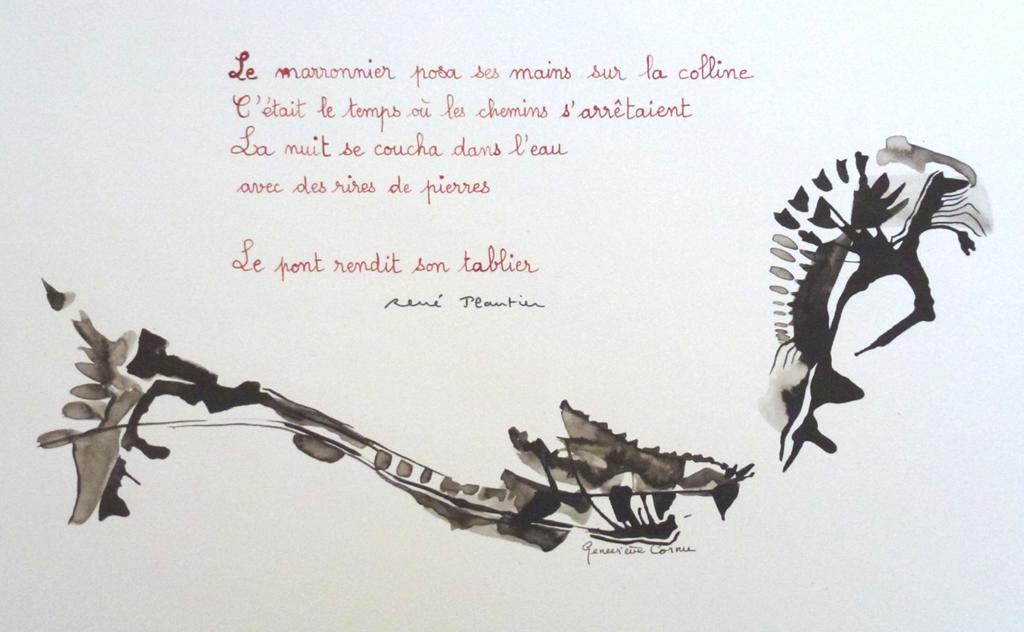 Le marronnier posa ses mains sur la colline
C'était le temps où les chemins s'arrêtaient
La nuit se coucha dans l'eau
avec des rires de pierres
Le pont rendit son tablier
René Plantier
Geneviève Cornu